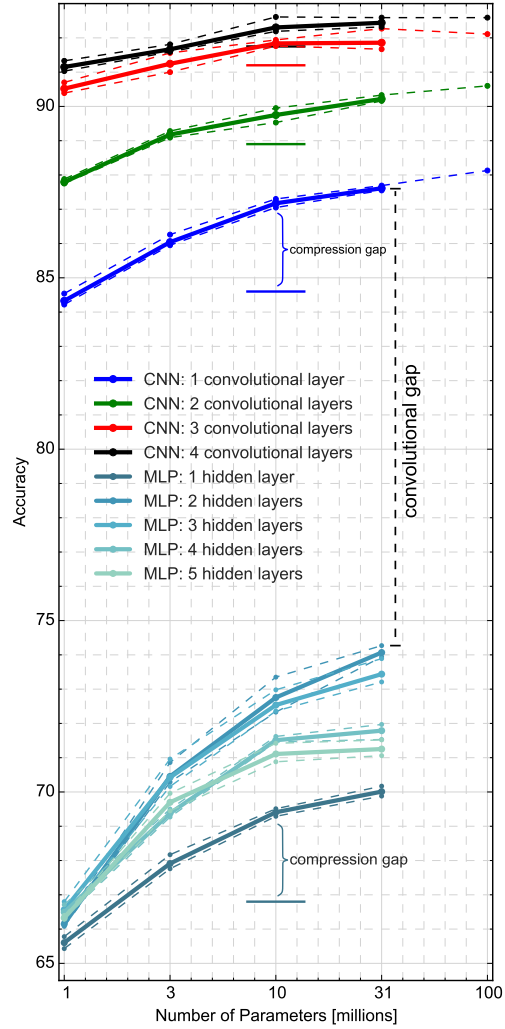 90
compression gap
85
CNN: 1 convolutional layer
CNN: 2 convolutional layers
CNN: 3 convolutional layers
CNN: 4 convolutional layers
MLP: 1 hidden layer
MLP: 2 hidden layers
MLP: 3 hidden layers
MLP: 4 hidden layers
MLP: 5 hidden layers
convolutional gap
80
Accuracy
75
70
compression gap
65
1 3 10 31 100
Number of Parameters [millions]